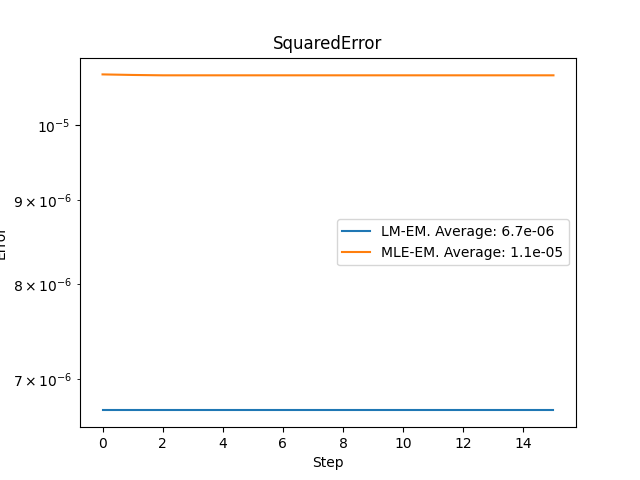 SquaredError
10⁻⁵
9 × 10⁻⁶
8 × 10⁻⁶
7 × 10⁻⁶
LM-EM. Average: 6.7e-06
MLE-EM. Average: 1.1e-05
0 2 4 6 8 10 12 14
Step